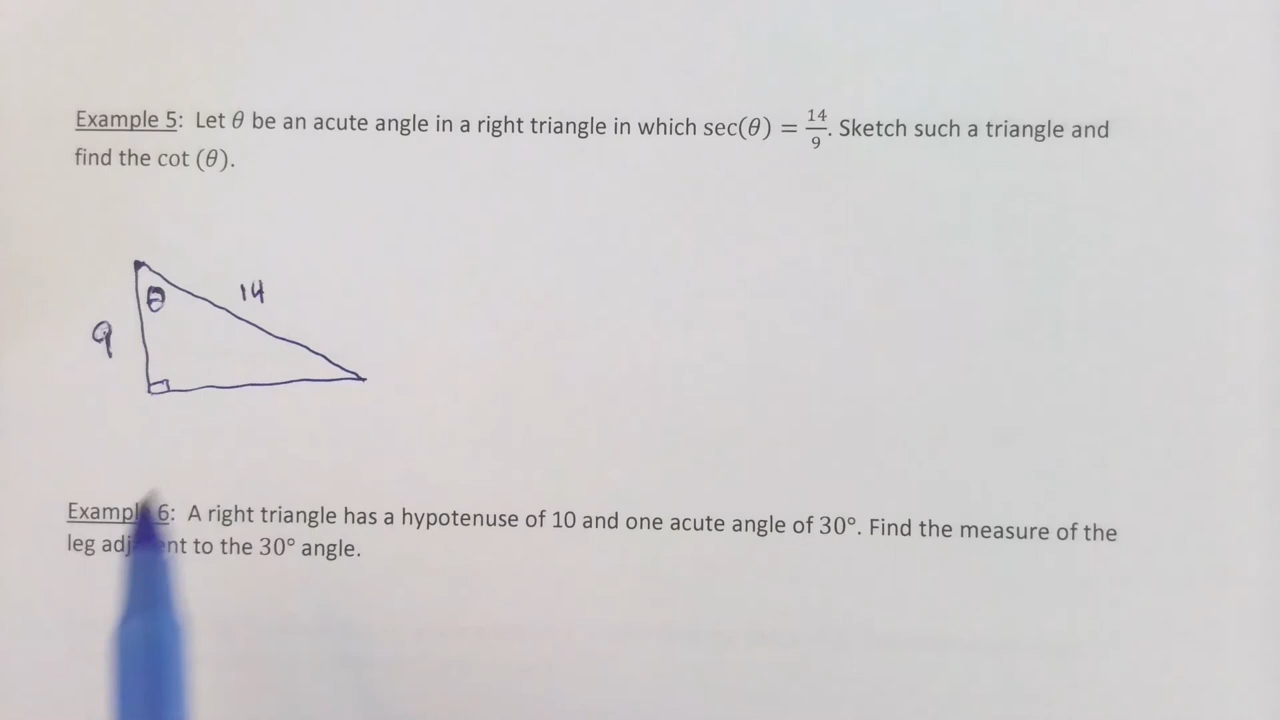 Example 5: Let θ be an acute angle in a right triangle in which sec(θ) = 14/9. Sketch such a triangle and
find the cot (θ).
θ
14
9
Example 6: A right triangle has a hypotenuse of 10 and one acute angle of 30°. Find the measure of the
leg to the 30° angle.